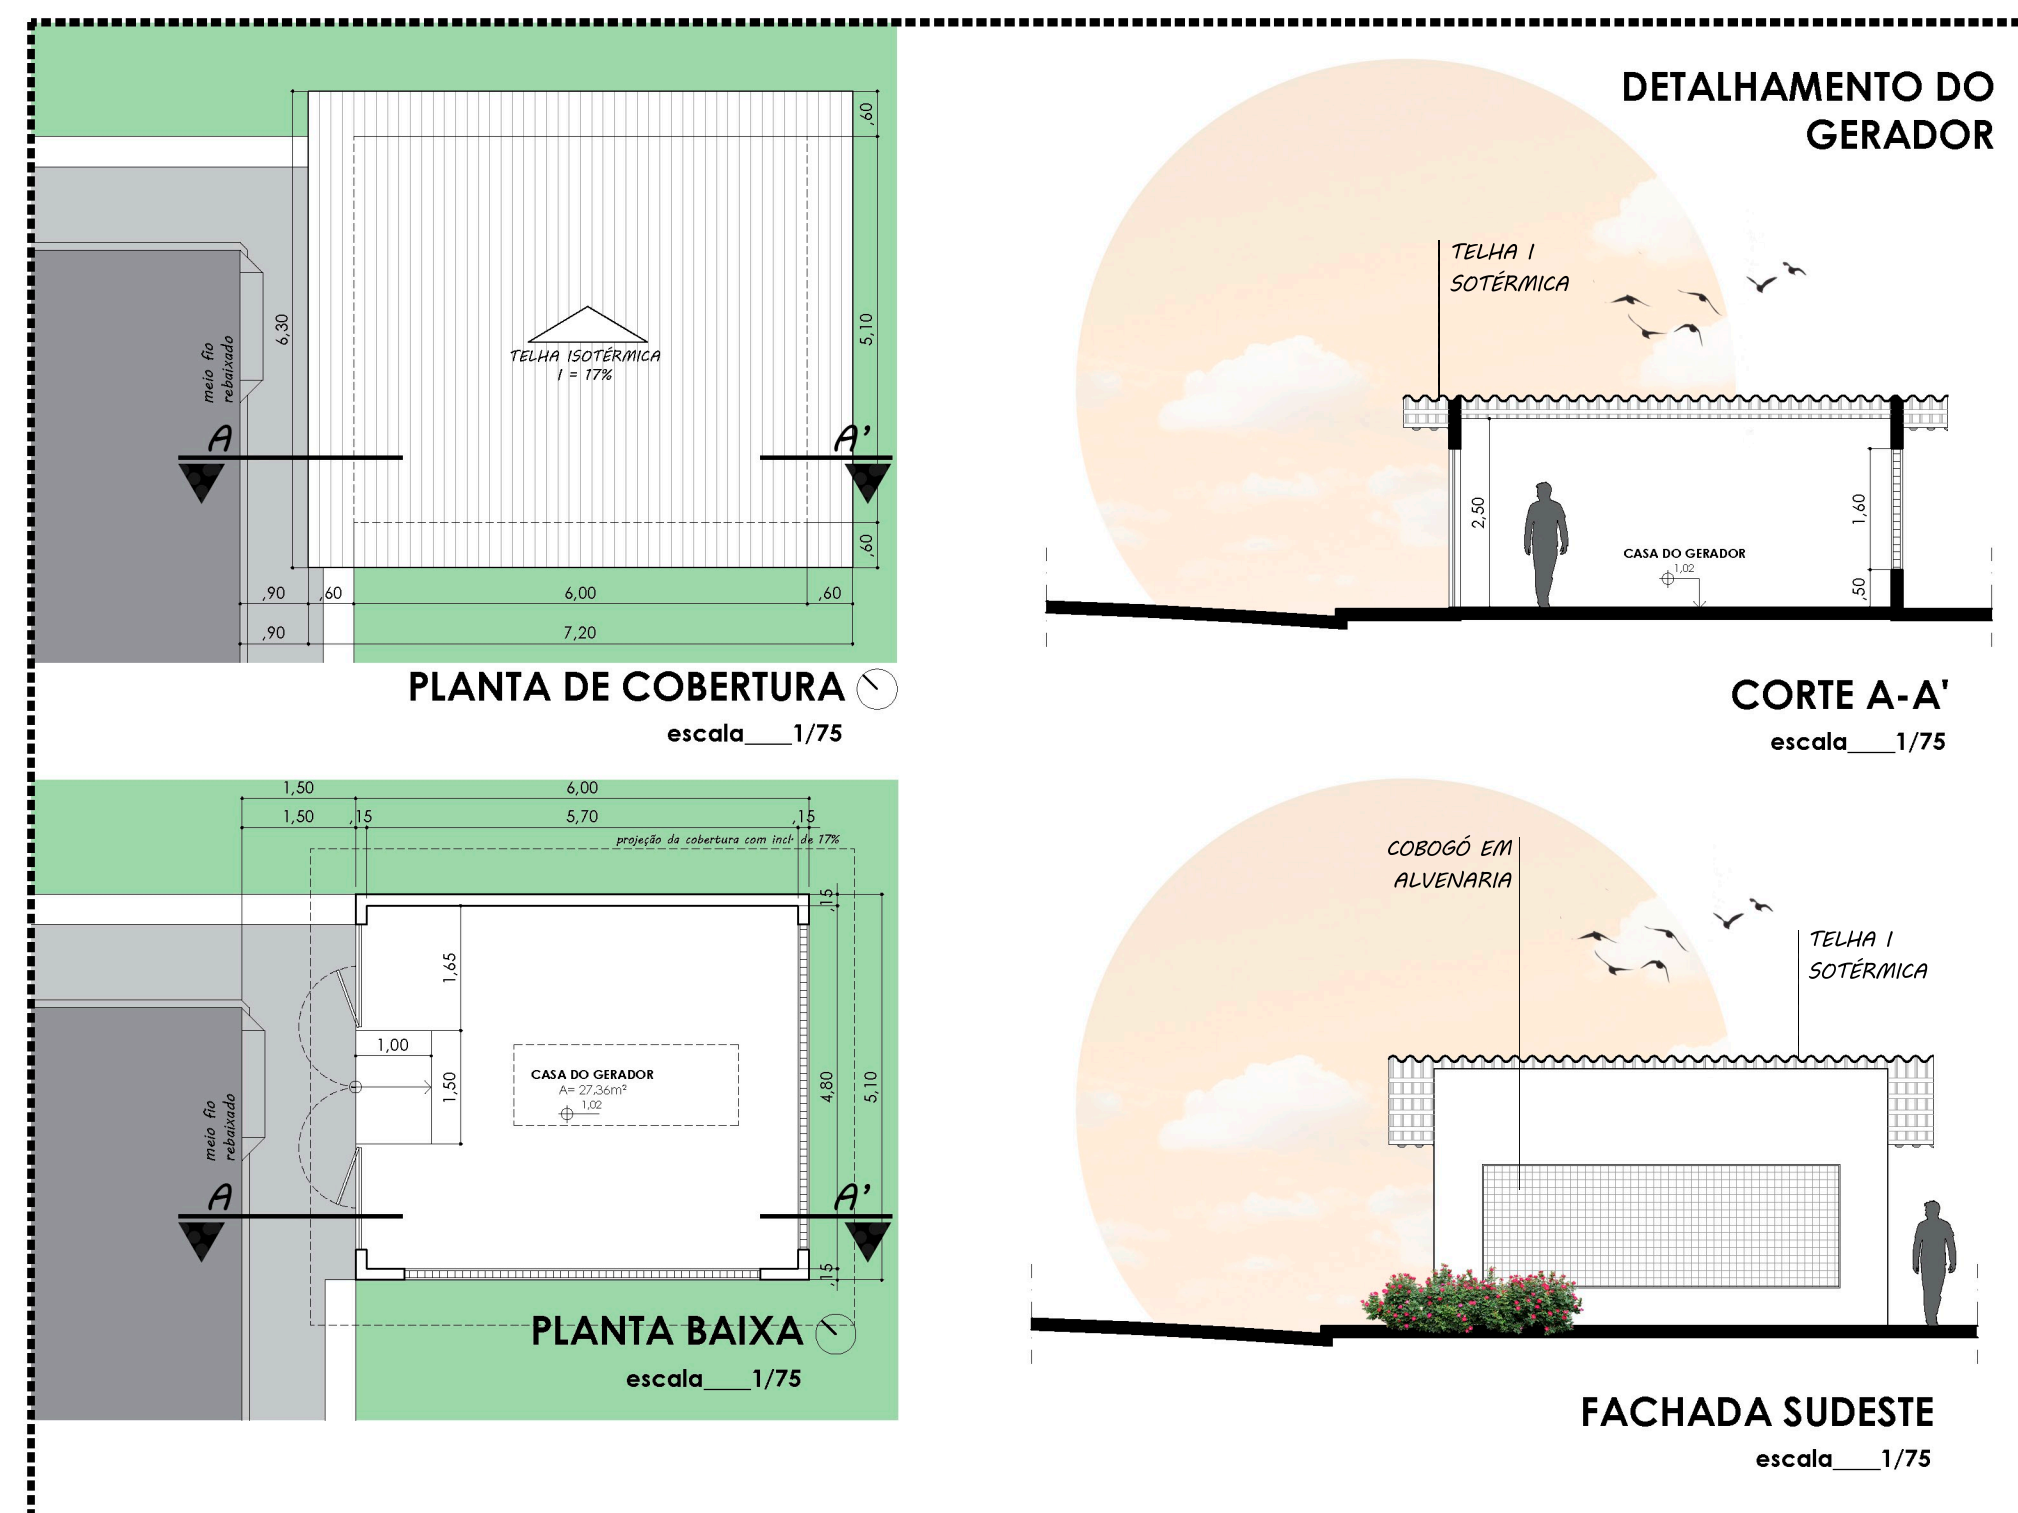 DETALHAMENTO DO
GERADOR
,60
6,30
5,10
meio fio
rebaixado
TELHA ISOTÉRMICA
I = 17%
A
A'
,60
,90
,60
6,00
,60
,90
7,20
PLANTA DE COBERTURA
escala____1/75
TELHA I
SOTÉRMICA
2,50
1,60
CASA DO GERADOR
1,02
,50
CORTE A-A'
escala____1/75
1,50
6,00
1,50
,15
5,70
,15
projeção da cobertura com incl. de 17%
,15
1,65
1,00
1,50
CASA DO GERADOR
A= 27,36m²
1,02
4,80
5,10
meio fio
rebaixado
A
A'
,15
PLANTA BAIXA
escala____1/75
COBOGÓ EM
ALVENARIA
TELHA I
SOTÉRMICA
FACHADA SUDESTE
escala____1/75